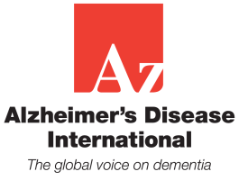 Az
Alzheimer's Disease
International
The global voice on dementia